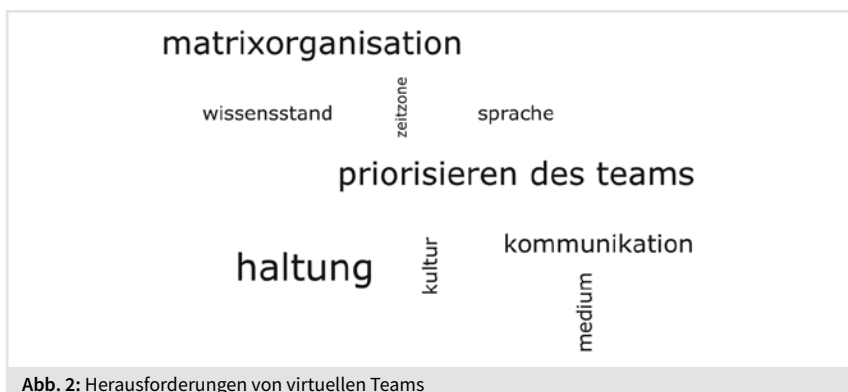 matrixorganisation
wissensstand
zeitzone
sprache
priorisieren des teams
haltung
kultur
kommunikation
medium
Abb. 2: Herausforderungen von virtuellen Teams